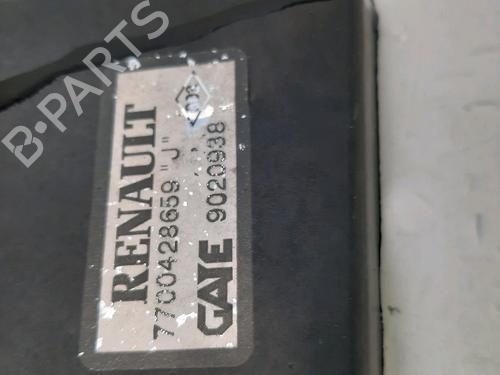 B-PARTS
RENAULT
7700428659 "J"
GATE 9020938